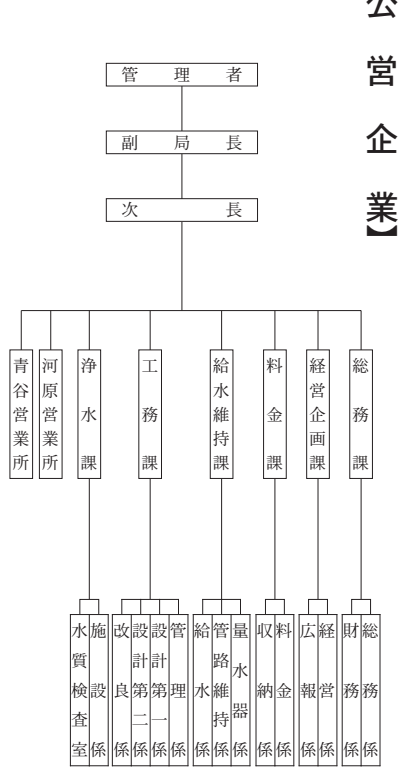 公営企業】
管理者
副局長
次長
総務課
経営企画課
料金課
給水維持課
工務課
浄水課
河原営業所
青谷営業所
総務係
財務係
経営係
広報係
料金係
収納係
量水器係
管路維持係
給水係
管理係
設計第一係
設計第二係
改良係
施設係
水質検査室